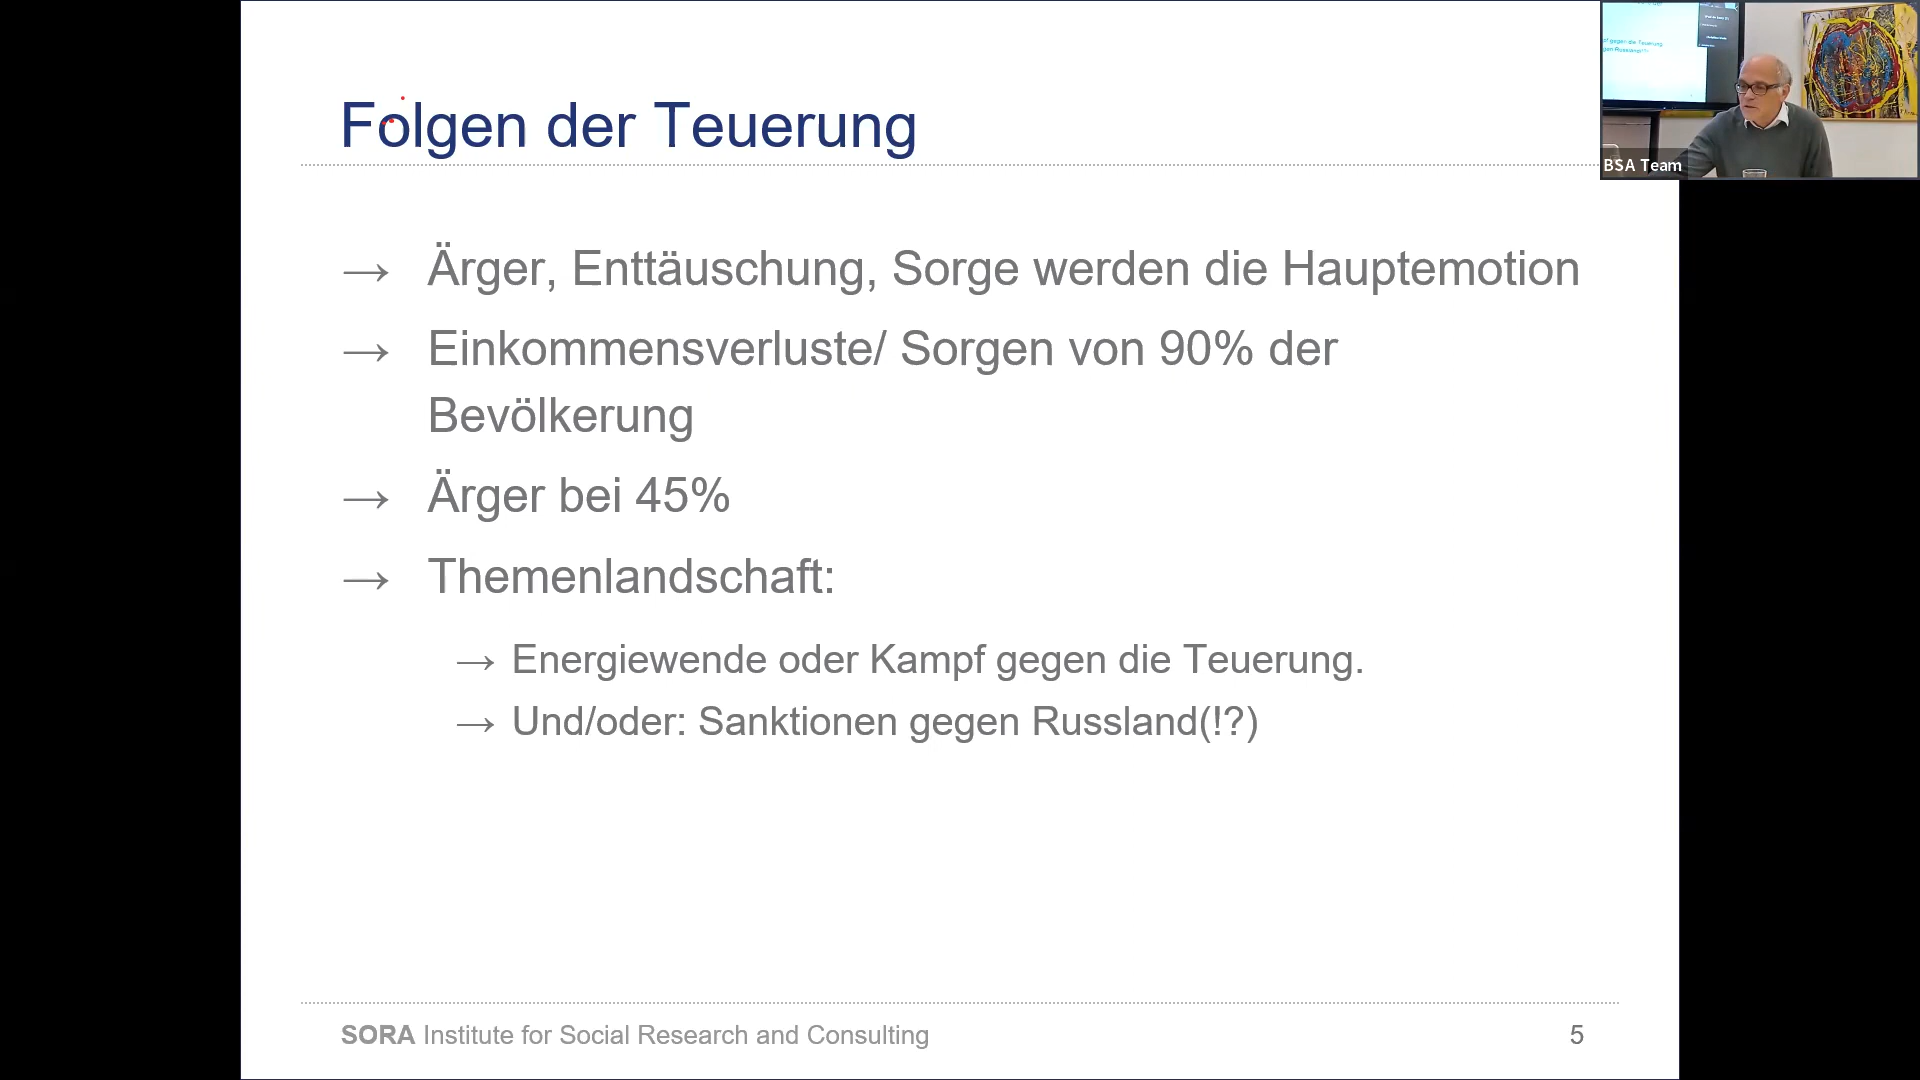 Folgen der Teuerung
→ Ärger, Enttäuschung, Sorge werden die Hauptemotion
→ Einkommensverluste/ Sorgen von 90% der
Bevölkerung
→ Ärger bei 45%
→ Themenlandschaft:
→ Energiewende oder Kampf gegen die Teuerung.
→ Und/oder: Sanktionen gegen Russland(!?)
SORA Institute for Social Research and Consulting
5
BSA Team